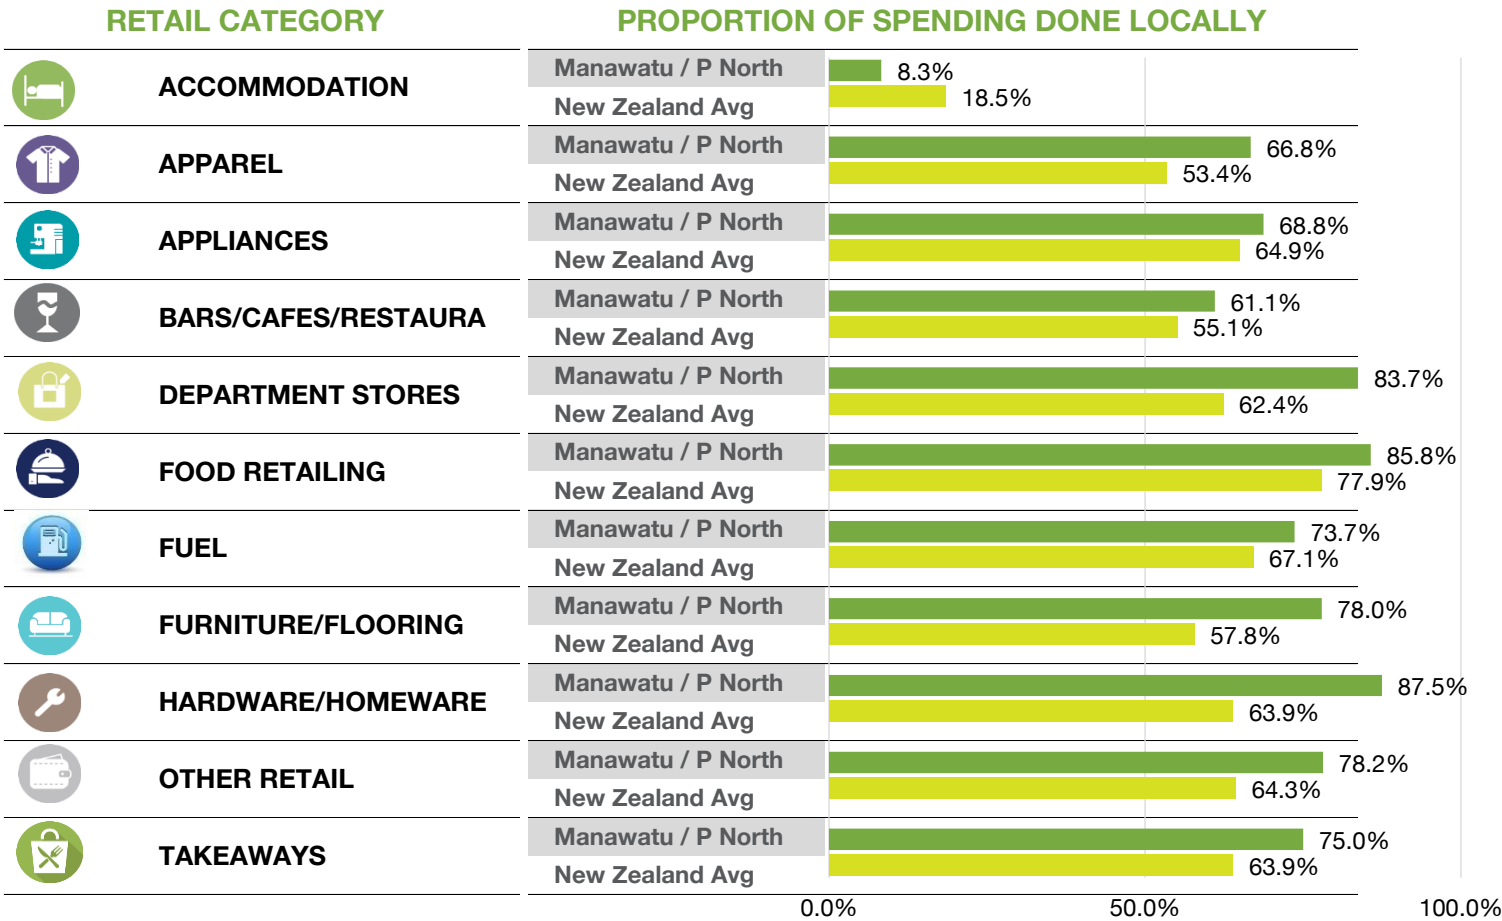 RETAIL CATEGORY PROPORTION OF SPENDING DONE LOCALLY
ACCOMMODATION
Manawatu / P North 8.3%
New Zealand Avg 18.5%
APPAREL
Manawatu / P North 66.8%
New Zealand Avg 53.4%
APPLIANCES
Manawatu / P North 68.8%
New Zealand Avg 64.9%
BARS/CAFES/RESTAURA
Manawatu / P North 61.1%
New Zealand Avg 55.1%
DEPARTMENT STORES
Manawatu / P North 83.7%
New Zealand Avg 62.4%
FOOD RETAILING
Manawatu / P North 85.8%
New Zealand Avg 77.9%
FUEL
Manawatu / P North 73.7%
New Zealand Avg 67.1%
FURNITURE/FLOORING
Manawatu / P North 78.0%
New Zealand Avg 57.8%
HARDWARE/HOMEWARE
Manawatu / P North 87.5%
New Zealand Avg 63.9%
OTHER RETAIL
Manawatu / P North 78.2%
New Zealand Avg 64.3%
TAKEAWAYS
Manawatu / P North 75.0%
New Zealand Avg 63.9%
0.0% 50.0% 100.0%